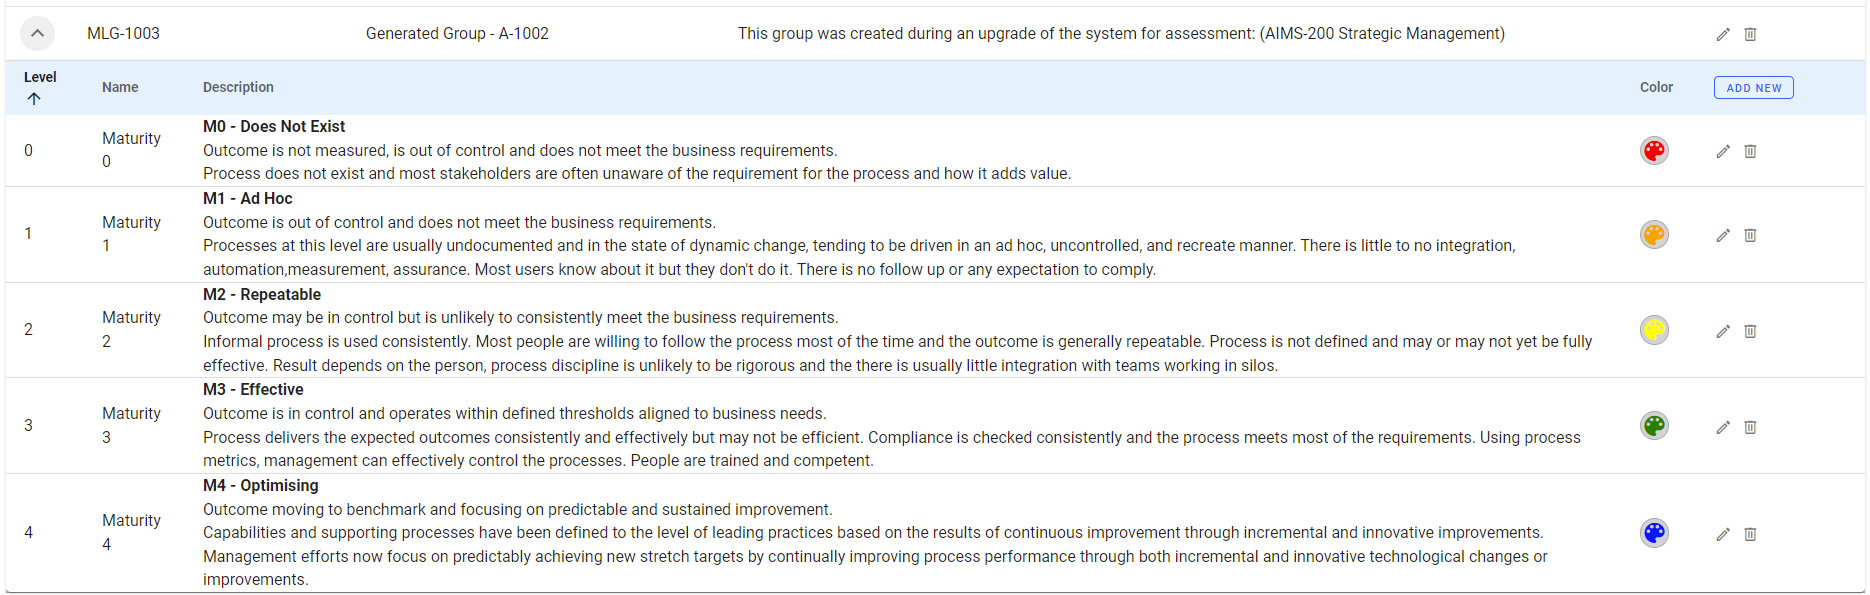 MLG-1003 Generated Group - A-1002 This group was created during an upgrade of the system for assessment: (AIMS-200 Strategic Management)
Level Name Description Color ADD NEW
0 Maturity 0
M0 - Does Not Exist
Outcome is not measured, is out of control and does not meet the business requirements.
Process does not exist and most stakeholders are often unaware of the requirement for the process and how it adds value.
1 Maturity 1
M1 - Ad Hoc
Outcome is out of control and does not meet the business requirements.
Processes at this level are usually undocumented and in the state of dynamic change, tending to be driven in an ad hoc, uncontrolled, and recreate manner. There is little to no integration,
automation,measurement, assurance. Most users know about it but they don't do it. There is no follow up or any expectation to comply.
2 Maturity 2
M2 - Repeatable
Outcome may be in control but is unlikely to consistently meet the business requirements.
Informal process is used consistently. Most people are willing to follow the process most of the time and the outcome is generally repeatable. Process is not defined and may or may not yet be fully
effective. Result depends on the person, process discipline is unlikely to be rigorous and the there is usually little integration with teams working in silos.
3 Maturity 3
M3 - Effective
Outcome is in control and operates within defined thresholds aligned to business needs.
Process delivers the expected outcomes consistently and effectively but may not be efficient. Compliance is checked consistently and the process meets most of the requirements. Using process
metrics, management can effectively control the processes. People are trained and competent.
4 Maturity 4
M4 - Optimising
Outcome moving to benchmark and focusing on predictable and sustained improvement.
Capabilities and supporting processes have been defined to the level of leading practices based on the results of continuous improvement through incremental and innovative improvements.
Management efforts now focus on predictably achieving new stretch targets by continually improving process performance through both incremental and innovative technological changes or
improvements.